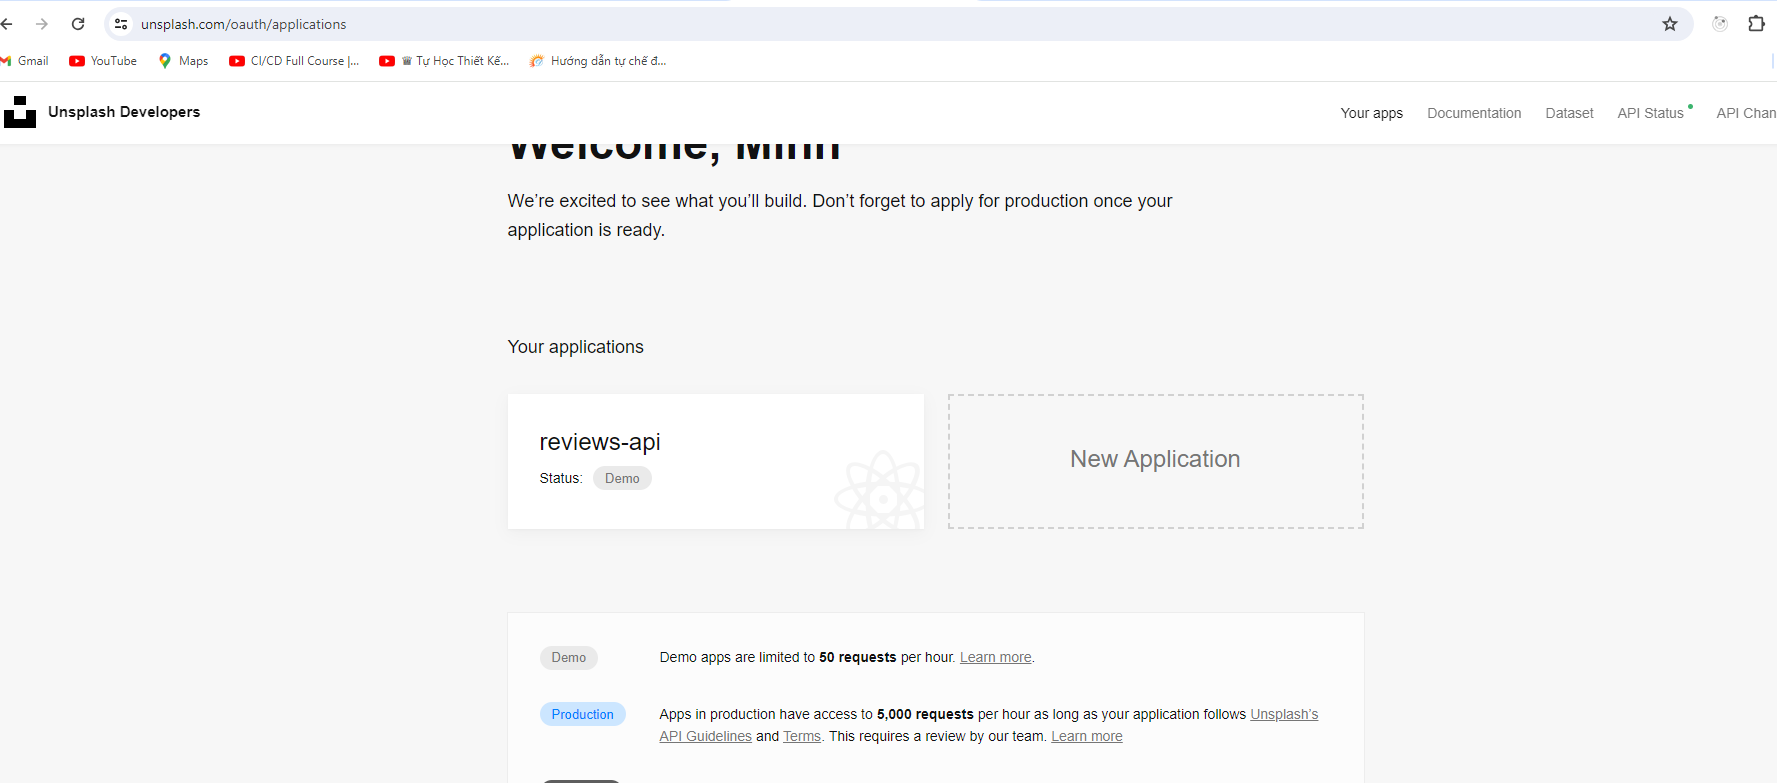 unsplash.com/oauth/applications
Gmail
YouTube
Maps
CI/CD Full Course |...
♛ Tự Học Thiết Kế...
Hướng dẫn tự chế đ...
Unsplash Developers
Your apps
Documentation
Dataset
API Status
API Chan
Welcome, Minh
We’re excited to see what you’ll build. Don’t forget to apply for production once your
application is ready.
Your applications
reviews-api
Status: Demo
New Application
Demo
Demo apps are limited to 50 requests per hour. Learn more.
Production
Apps in production have access to 5,000 requests per hour as long as your application follows Unsplash’s
API Guidelines and Terms. This requires a review by our team. Learn more